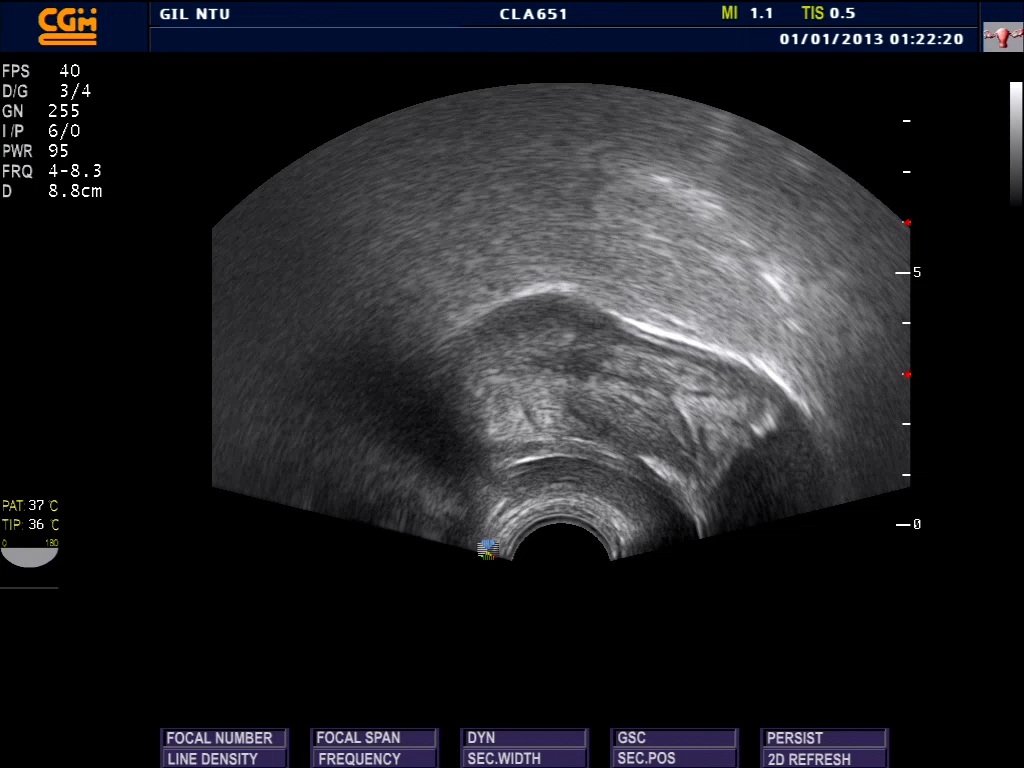 CGM
GIL NTU
CLA651
MI 1.1
TIS 0.5
01/01/2013 01:22:20
FPS 40
D/G 3/4
GN 255
I/P 6/0
PWR 95
FRQ 4-8.3
D 8.8cm
5
PAT: 37 ℃
TIP: 36 ℃
0 180
0
FOCAL NUMBER
LINE DENSITY
FOCAL SPAN
FREQUENCY
DYN
SEC.WIDTH
GSC
SEC.POS
PERSIST
2D REFRESH